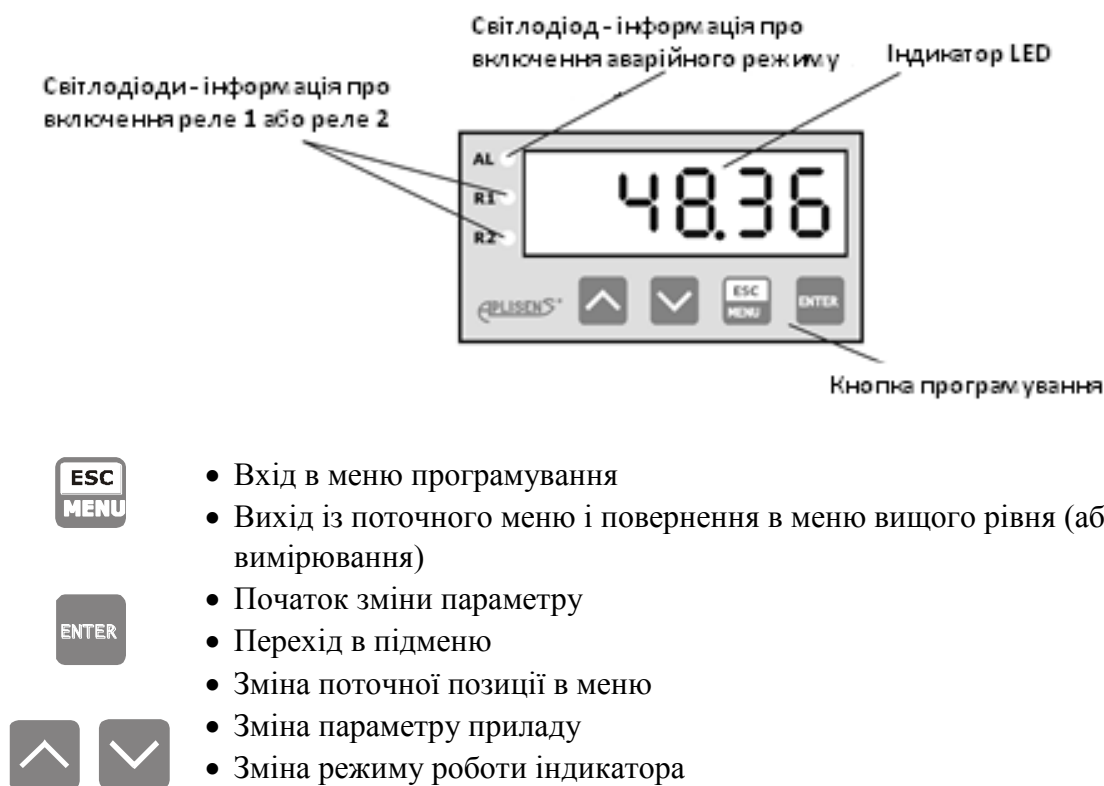 Світлодіод - інформація про
включення аварійного режиму
Індикатор LED
Світлодіоди - інформація про
включення реле 1 або реле 2
AL
48.36
R1
R2
APLISENS
ESC
MENU
ENTER
Кнопка програмування
ESC
MENU
• Вхід в меню програмування
• Вихід із поточного меню і повернення в меню вищого рівня (аб
вимірювання)
• Початок зміни параметру
ENTER
• Перехід в підменю
• Зміна поточної позиції в меню
• Зміна параметру приладу
• Зміна режиму роботи індикатора